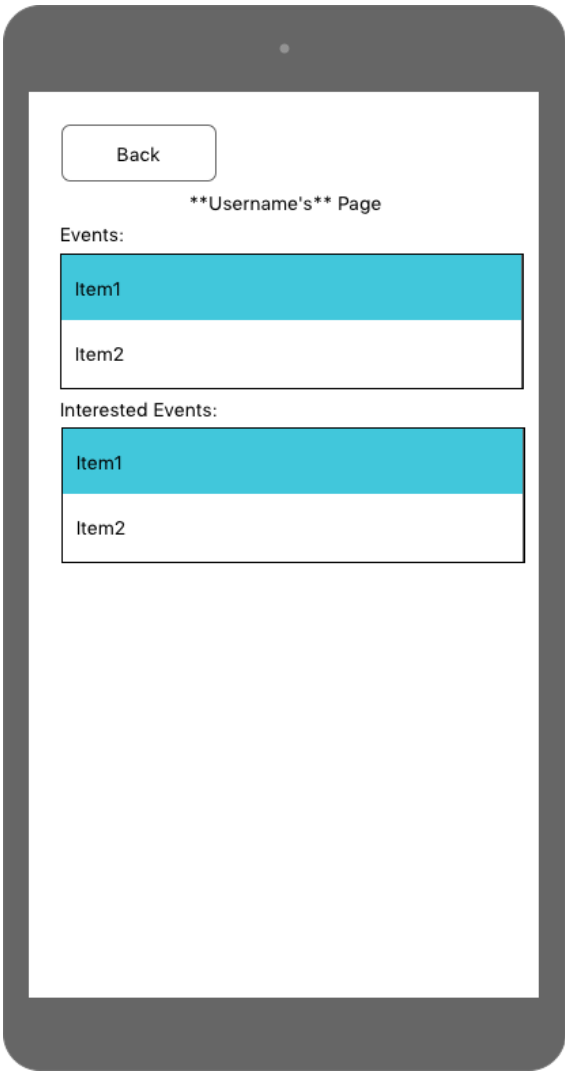 Back
**Username's** Page
Events:
Item1
Item2
Interested Events:
Item1
Item2